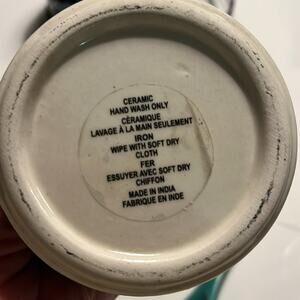 CERAMIC
HAND WASH ONLY
CÉRAMIQUE
LAVAGE À LA MAIN SEULEMENT
IRON
WIPE WITH SOFT DRY
CLOTH
FER
ESSUYER AVEC SOFT DRY
CHIFFON
MADE IN INDIA
FABRIQUE EN INDE